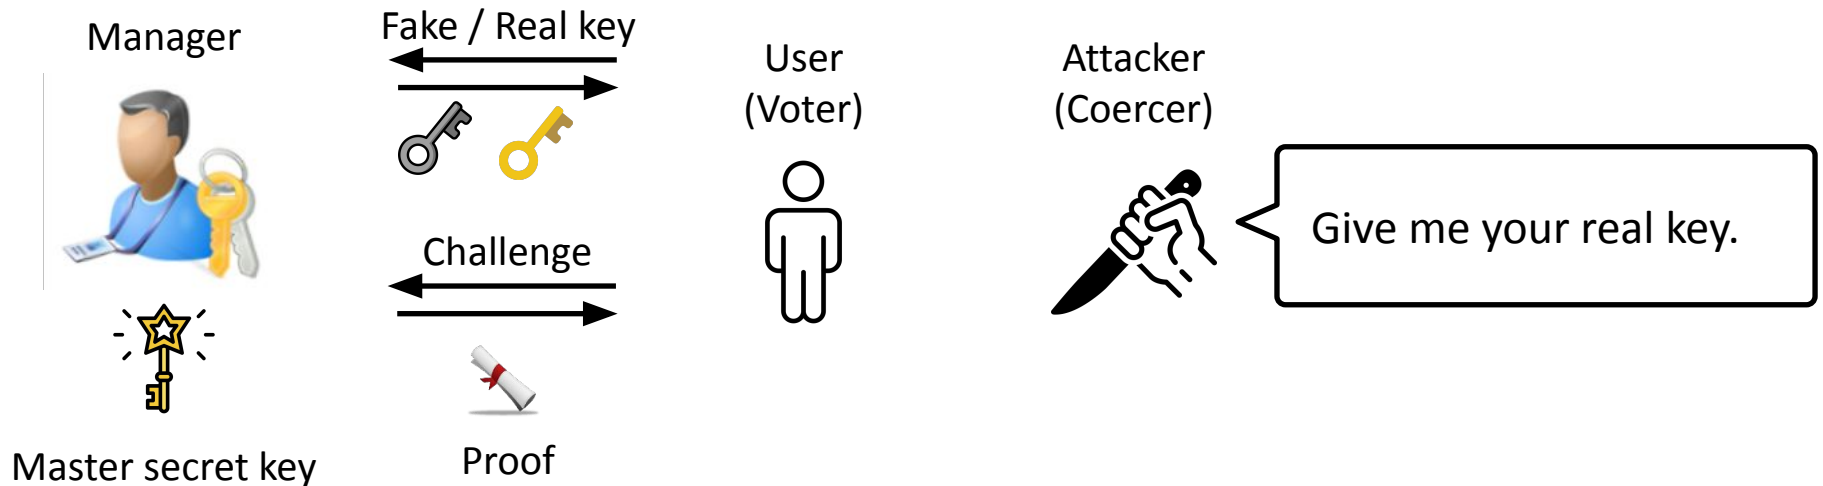 Manager
Fake / Real key
User
(Voter)
Attacker
(Coercer)
Give me your real key.
Challenge
Master secret key
Proof